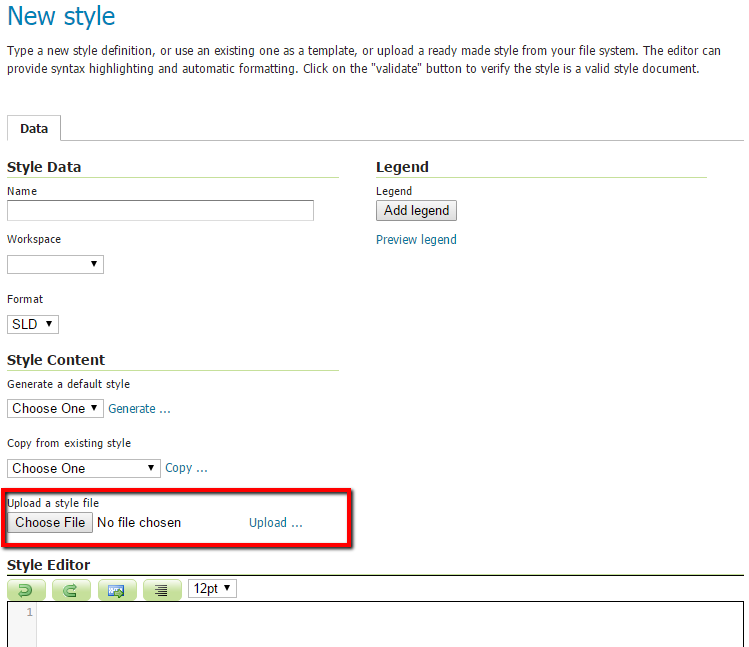 New style
Type a new style definition, or use an existing one as a template, or upload a ready made style from your file system. The editor can
provide syntax highlighting and automatic formatting. Click on the "validate" button to verify the style is a valid style document.
Data
Style Data
Name
Workspace
Format
SLD
Legend
Legend
Add legend
Preview legend
Style Content
Generate a default style
Choose One Generate ...
Copy from existing style
Choose One Copy ...
Upload a style file
Choose File No file chosen Upload ...
Style Editor
12pt
1